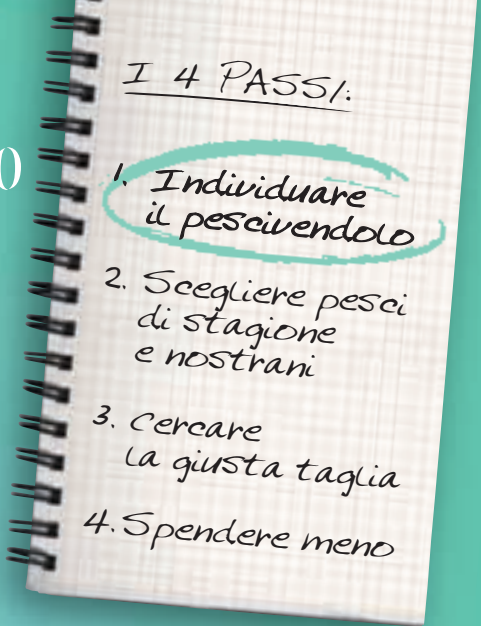 I 4 PASSI:
1. Individuare
il pescivendolo
2. Scegliere pesci
di stagione
e nostrani
3. Cercare
la giusta taglia
4. Spendere meno